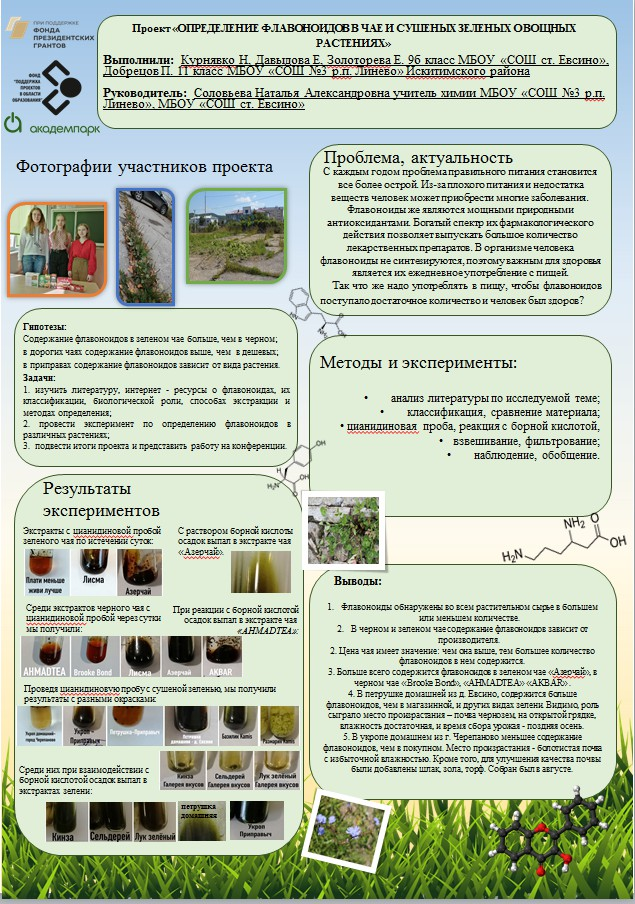 ПРИ ПОДДЕРЖКЕ
ФОНДА
ПРЕЗИДЕНТСКИХ
ГРАНТОВ
ФОНД
"ПОДДЕРЖКА
ПРОЕКТОВ
В ОБЛАСТИ
ОБРАЗОВАНИЯ"
академпарк
Проект «ОПРЕДЕЛЕНИЕ ФЛАВОНОИДОВ В ЧАЕ И СУШЕНЫХ ЗЕЛЕНЫХ ОВОЩНЫХ
РАСТЕНИЯХ»
Выполнили: Курнявко Н, Давыдова Е, Золоторева Е. 9б класс МБОУ «СОШ ст. Евсино»,
Добрецов П. 11 класс МБОУ «СОШ №3 р.п. Линево» Искитимского района
Руководитель: Соловьева Наталья Александровна учитель химии МБОУ «СОШ №3 р.п.
Линево», МБОУ «СОШ ст. Евсино»
Фотографии участников проекта
Проблема, актуальность
С каждым годом проблема правильного питания становится
все более острой. Из-за плохого питания и недостатка
веществ человек может приобрести многие заболевания.
Флавоноиды же являются мощными природными
антиоксидантами. Богатый спектр их фармакологического
действия позволяет выпускать большое количество
лекарственных препаратов. В организме человека
флавоноиды не синтезируются, поэтому важным для здоровья
является их ежедневное употребление с пищей.
Так что же надо употреблять в пищу, чтобы флавоноидов
поступало достаточное количество и человек был здоров?
Гипотезы:
Содержание флавоноидов в зеленом чае больше, чем в черном;
в дорогих чаях содержание флавоноидов выше, чем в дешевых;
в приправах содержание флавоноидов зависит от вида растения.
Задачи:
1. изучить литературу, интернет - ресурсы о флавоноидах, их
классификации, биологической роли, способах экстракции и
методах определения;
2. провести эксперимент по определению флавоноидов в
различных растениях;
3. подвести итоги проекта и представить работу на конференции.
Методы и эксперименты:
• анализ литературы по исследуемой теме;
• классификация, сравнение материала;
• цианидиновая проба, реакция с борной кислотой,
• взвешивание, фильтрование;
• наблюдение, обобщение.
Результаты
экспериментов
Экстракты с цианидиновой пробой
зеленого чая по истечении суток:
Плати меньше
живи лучше
Лисма
Азерчай
С раствором борной кислоты
осадок выпал в экстракте чая
«Азерчай».
Среди экстрактов черного чая с
цианидиновой пробой через сутки
мы получили:
При реакции с борной кислотой
осадок выпал в экстракте чая
«AHMADTEA»:
AHMADTEA
Brooke Bond
Лисма
Азерчай
AKBAR
Проведя цианидиновую пробу с сушеной зеленью, мы получили
результаты с разными окрасками:
Укроп домашний-
город Черепаново
Укроп -
Приправыч
Петрушка-Приправыч
Петрушка
домашняя - д. Евсино
Базилик Kamis
Розмарин Kamis
Кинза
Галерея вкусов
Сельдерей
Галерея вкусов
Лук зелёный
Галерея вкусов
Среди них при взаимодействии с
борной кислотой осадок выпал в
экстрактах зелени:
Кинза
Сельдерей
Лук зелёный
петрушка
домашняя
Укроп
Приправыч
H₂N
NH₂
O
OH
Выводы:
1. Флавоноиды обнаружены во всем растительном сырье в большем
или меньшем количестве.
2. В черном и зеленом чае содержание флавоноидов зависит от
производителя.
2. Цена чая имеет значение: чем она выше, тем большее количество
флавоноидов в нем содержится.
3. Больше всего содержится флавоноидов в зеленом чае «Азерчай», в
черном чае «Brooke Bond», «AHMADTEA» «AKBAR».
4. В петрушке домашней из д. Евсино, содержится больше
флавоноидов, чем в магазинной, и других видах зелени. Видимо, роль
сыграло место произрастания – почва чернозем, на открытой грядке,
влажность достаточная, и время сбора урожая - поздняя осень.
5. В укропе домашнем из г. Черепаново меньшее содержание
флавоноидов, чем в покупном. Место произрастания - болотистая почва
с избыточной влажностью. Кроме того, для улучшения качества почвы
были добавлены шлак, зола, торф. Собран был в августе.